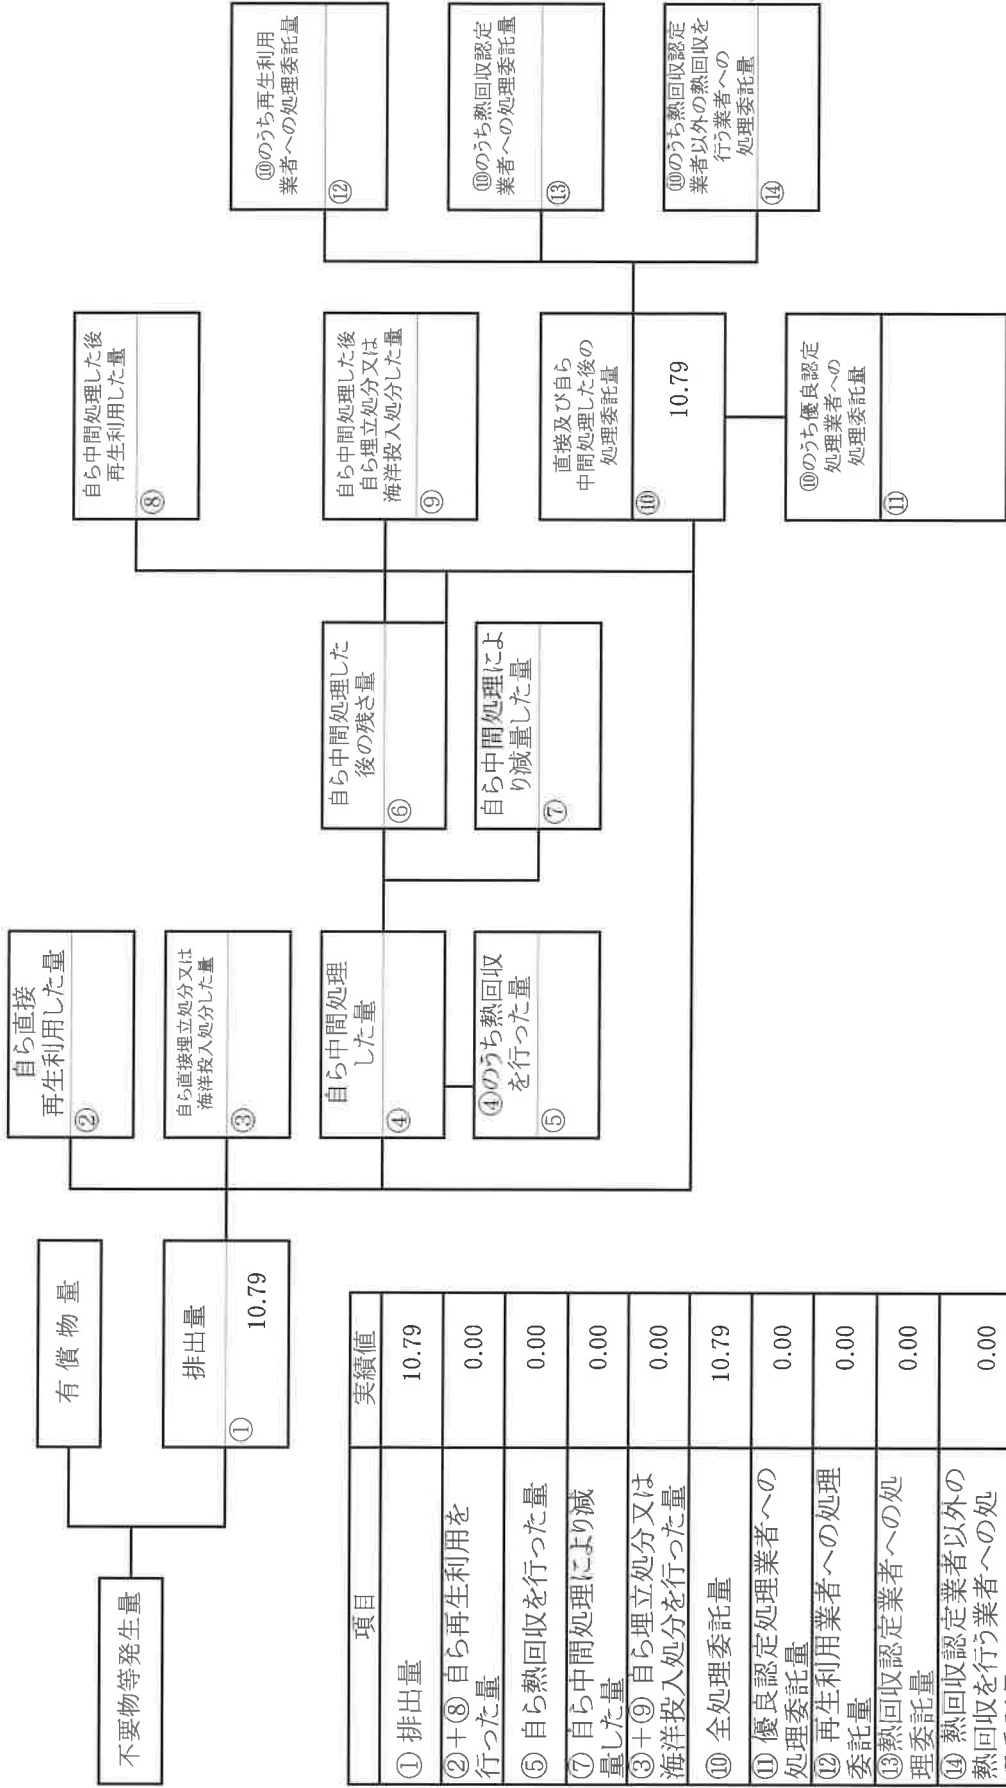 不要物等発生量
有償物量
排出量
①
10.79
自ら直接
再生利用した量
②
自ら直接埋立処分又は
海洋投入処分した量
③
自ら中間処理
した量
④
④のうち熱回収
を行った量
⑤
自ら中間処理した
後の残さ量
⑥
自ら中間処理によ
り減量した量
⑦
自ら中間処理した後
再生利用した量
⑧
自ら中間処理した後
自ら埋立処分又は
海洋投入処分した量
⑨
直接及び自ら
中間処理した後の
処理委託量
⑩
10.79
⑩のうち優良認定
処理業者への
処理委託量
⑪
⑩のうち再生利用
業者への処理委託量
⑫
⑩のうち熱回収認定
業者への処理委託量
⑬
⑩のうち熱回収認定
業者以外の熱回収を
行う業者への
処理委託量
⑭
項目 実績値
① 排出量 10.79
②+⑧ 自ら再生利用を
行った量 0.00
⑤ 自ら熱回収を行った量 0.00
⑦ 自ら中間処理により減
量した量 0.00
③+⑨ 自ら埋立処分又は
海洋投入処分を行った量 0.00
⑩ 全処理委託量 10.79
⑪ 優良認定処理業者への
処理委託量 0.00
⑫ 再生利用業者への処理
委託量 0.00
⑬熱回収認定業者への処
理委託量 0.00
⑭ 熱回収認定業者以外の
熱回収を行う業者への処 0.00